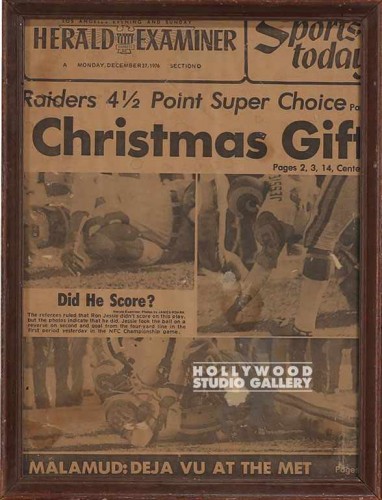 LOS ANGELES EVENING AND SUNDAY
HERALD EXAMINER
Sports
today
A MONDAY, DECEMBER 27, 1976 SECTION D
Raiders 4½ Point Super Choice
Christmas Gift
Pages 2, 3, 14, Cente
JESSIE
Did He Score?
The referees ruled that Ron Jessie didn't score on this play,
but the photos indicate that he did. Jessie took the ball on a
reverse on second and goal from the four-yard line in the
first period yesterday in the NFC Championship game.
HOLLYWOOD
STUDIO GALLERY
MALAMUD: DEJA VU AT THE MET
Page